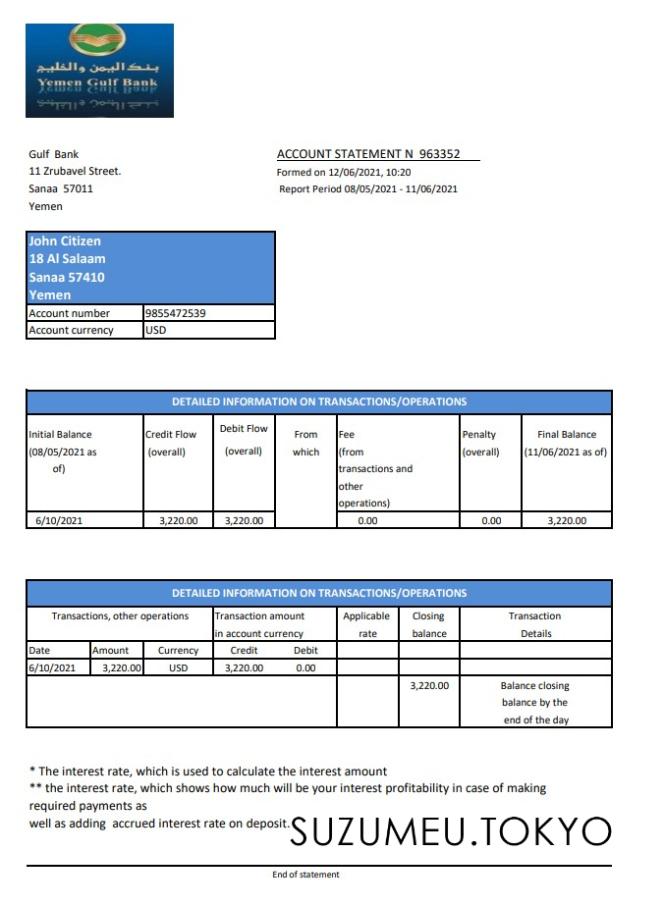 بنك اليمن والخليج
Yemen Gulf Bank
Gulf Bank
11 Zrubavel Street.
Sanaa 57011
Yemen
ACCOUNT STATEMENT N 963352
Formed on 12/06/2021, 10:20
Report Period 08/05/2021 - 11/06/2021
John Citizen
18 Al Salaam
Sanaa 57410
Yemen
Account number 9855472539
Account currency USD
DETAILED INFORMATION ON TRANSACTIONS/OPERATIONS
Initial Balance
(08/05/2021 as
of)
Credit Flow
(overall)
Debit Flow
(overall)
From
which
Fee
(from
transactions and
other
operations)
Penalty
(overall)
Final Balance
(11/06/2021 as of)
6/10/2021 3,220.00 3,220.00 0.00 0.00 3,220.00
DETAILED INFORMATION ON TRANSACTIONS/OPERATIONS
Transactions, other operations
Transaction amount
in account currency
Applicable
rate
Closing
balance
Transaction
Details
Date Amount Currency Credit Debit
6/10/2021 3,220.00 USD 3,220.00 0.00
3,220.00
Balance closing
balance by the
end of the day
* The interest rate, which is used to calculate the interest amount
** the interest rate, which shows how much will be your interest profitability in case of making
required payments as
well as adding accrued interest rate on deposit.
SUZUMEU.TOKYO
End of statement